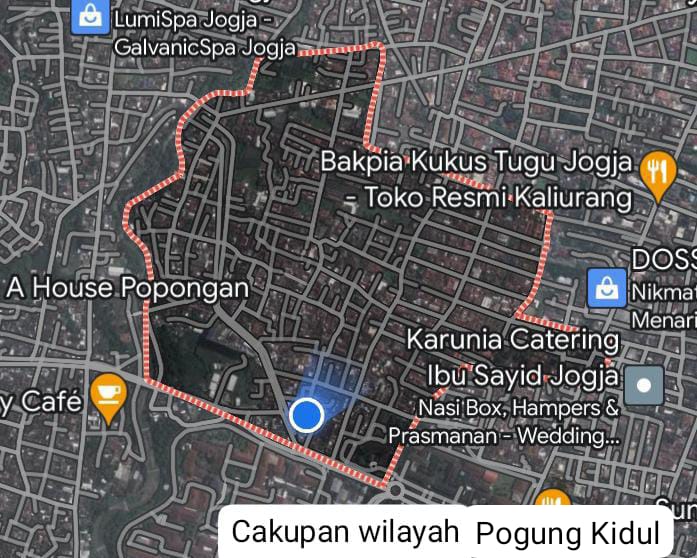 LumiSpa Jogja -
GalvanicSpa Jogja
Bakpia Kukus Tugu Jogja
- Toko Resmi Kaliurang
DOSS
Nikmat
Menari
A House Popongan
Karunia Catering
Ibu Sayid Jogja
Nasi Box, Hampers &
Prasmanan - Wedding...
y Café
Sun
Cakupan wilayah Pogung Kidul